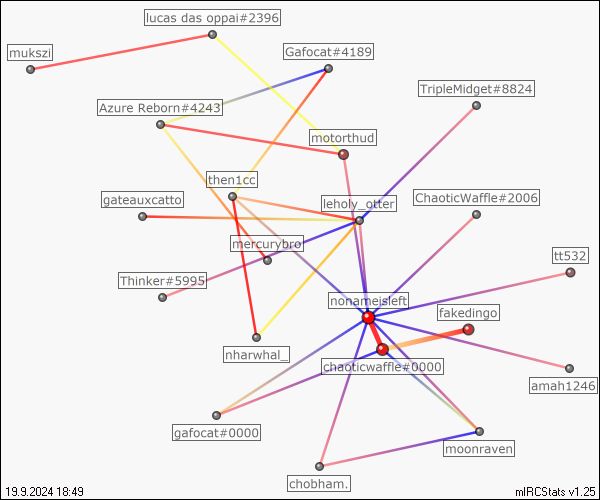 lucas das oppai#2396
mukszi
Gafocat#4189
TripleMidget#8824
Azure Reborn#4243
motorthud
then1cc
gateauxcatto
leholy_otter
ChaoticWaffle#2006
mercurybro
tt532
Thinker#5995
nonameisleft
fakedingo
nharwhal_
chaoticwaffle#0000
amah1246
gafocat#0000
moonraven
chobham.
19.9.2024 18:49
mIRCStats v1.25